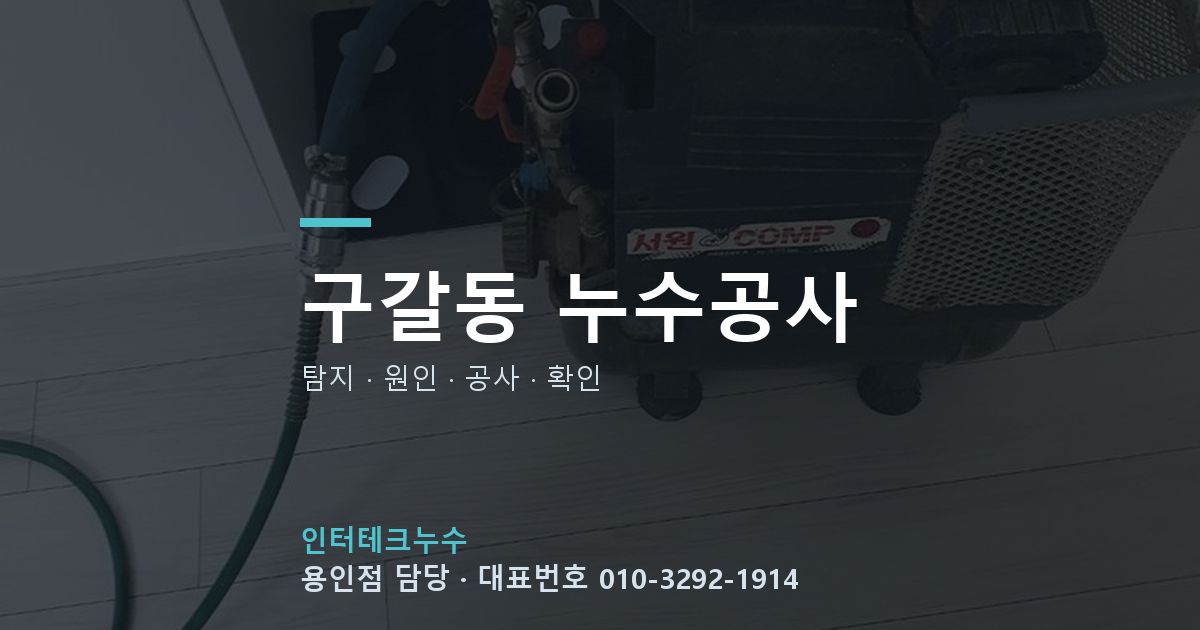 서원 COMP
구갈동 누수공사
탐지 · 원인 · 공사 · 확인
인터테크누수
용인점 담당 · 대표번호 010-3292-1914